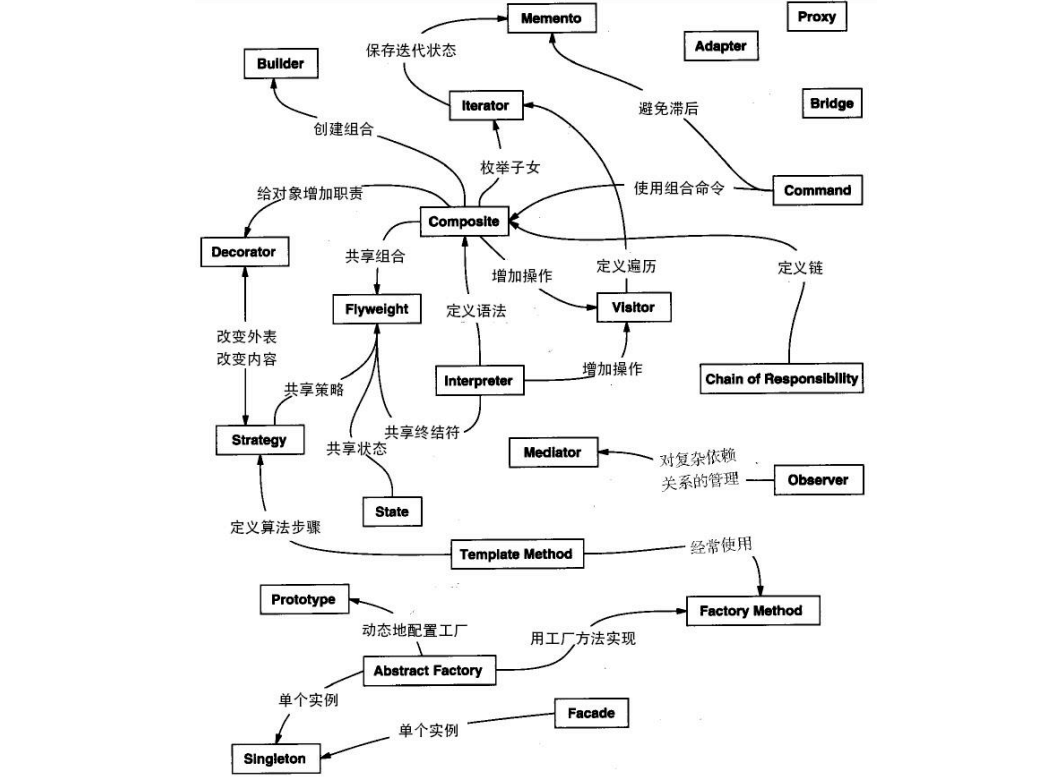 Memento
Proxy
保存迭代状态
Adapter
Builder
Iterator
避免滞后
Bridge
创建组合
枚举子女
给对象增加职责
使用组合命令
Command
Composite
Decorator
共享组合
增加操作
定义遍历
定义链
Flyweight
定义语法
Visitor
改变外表
改变内容
增加操作
Interpreter
Chain of Responsibility
共享策略
Strategy
共享终结符
共享状态
Mediator
对复杂依赖
关系的管理
Observer
State
定义算法步骤
Template Method
经常使用
Prototype
Factory Method
动态地配置工厂
用工厂方法实现
Abstract Factory
单个实例
Facade
单个实例
Singleton